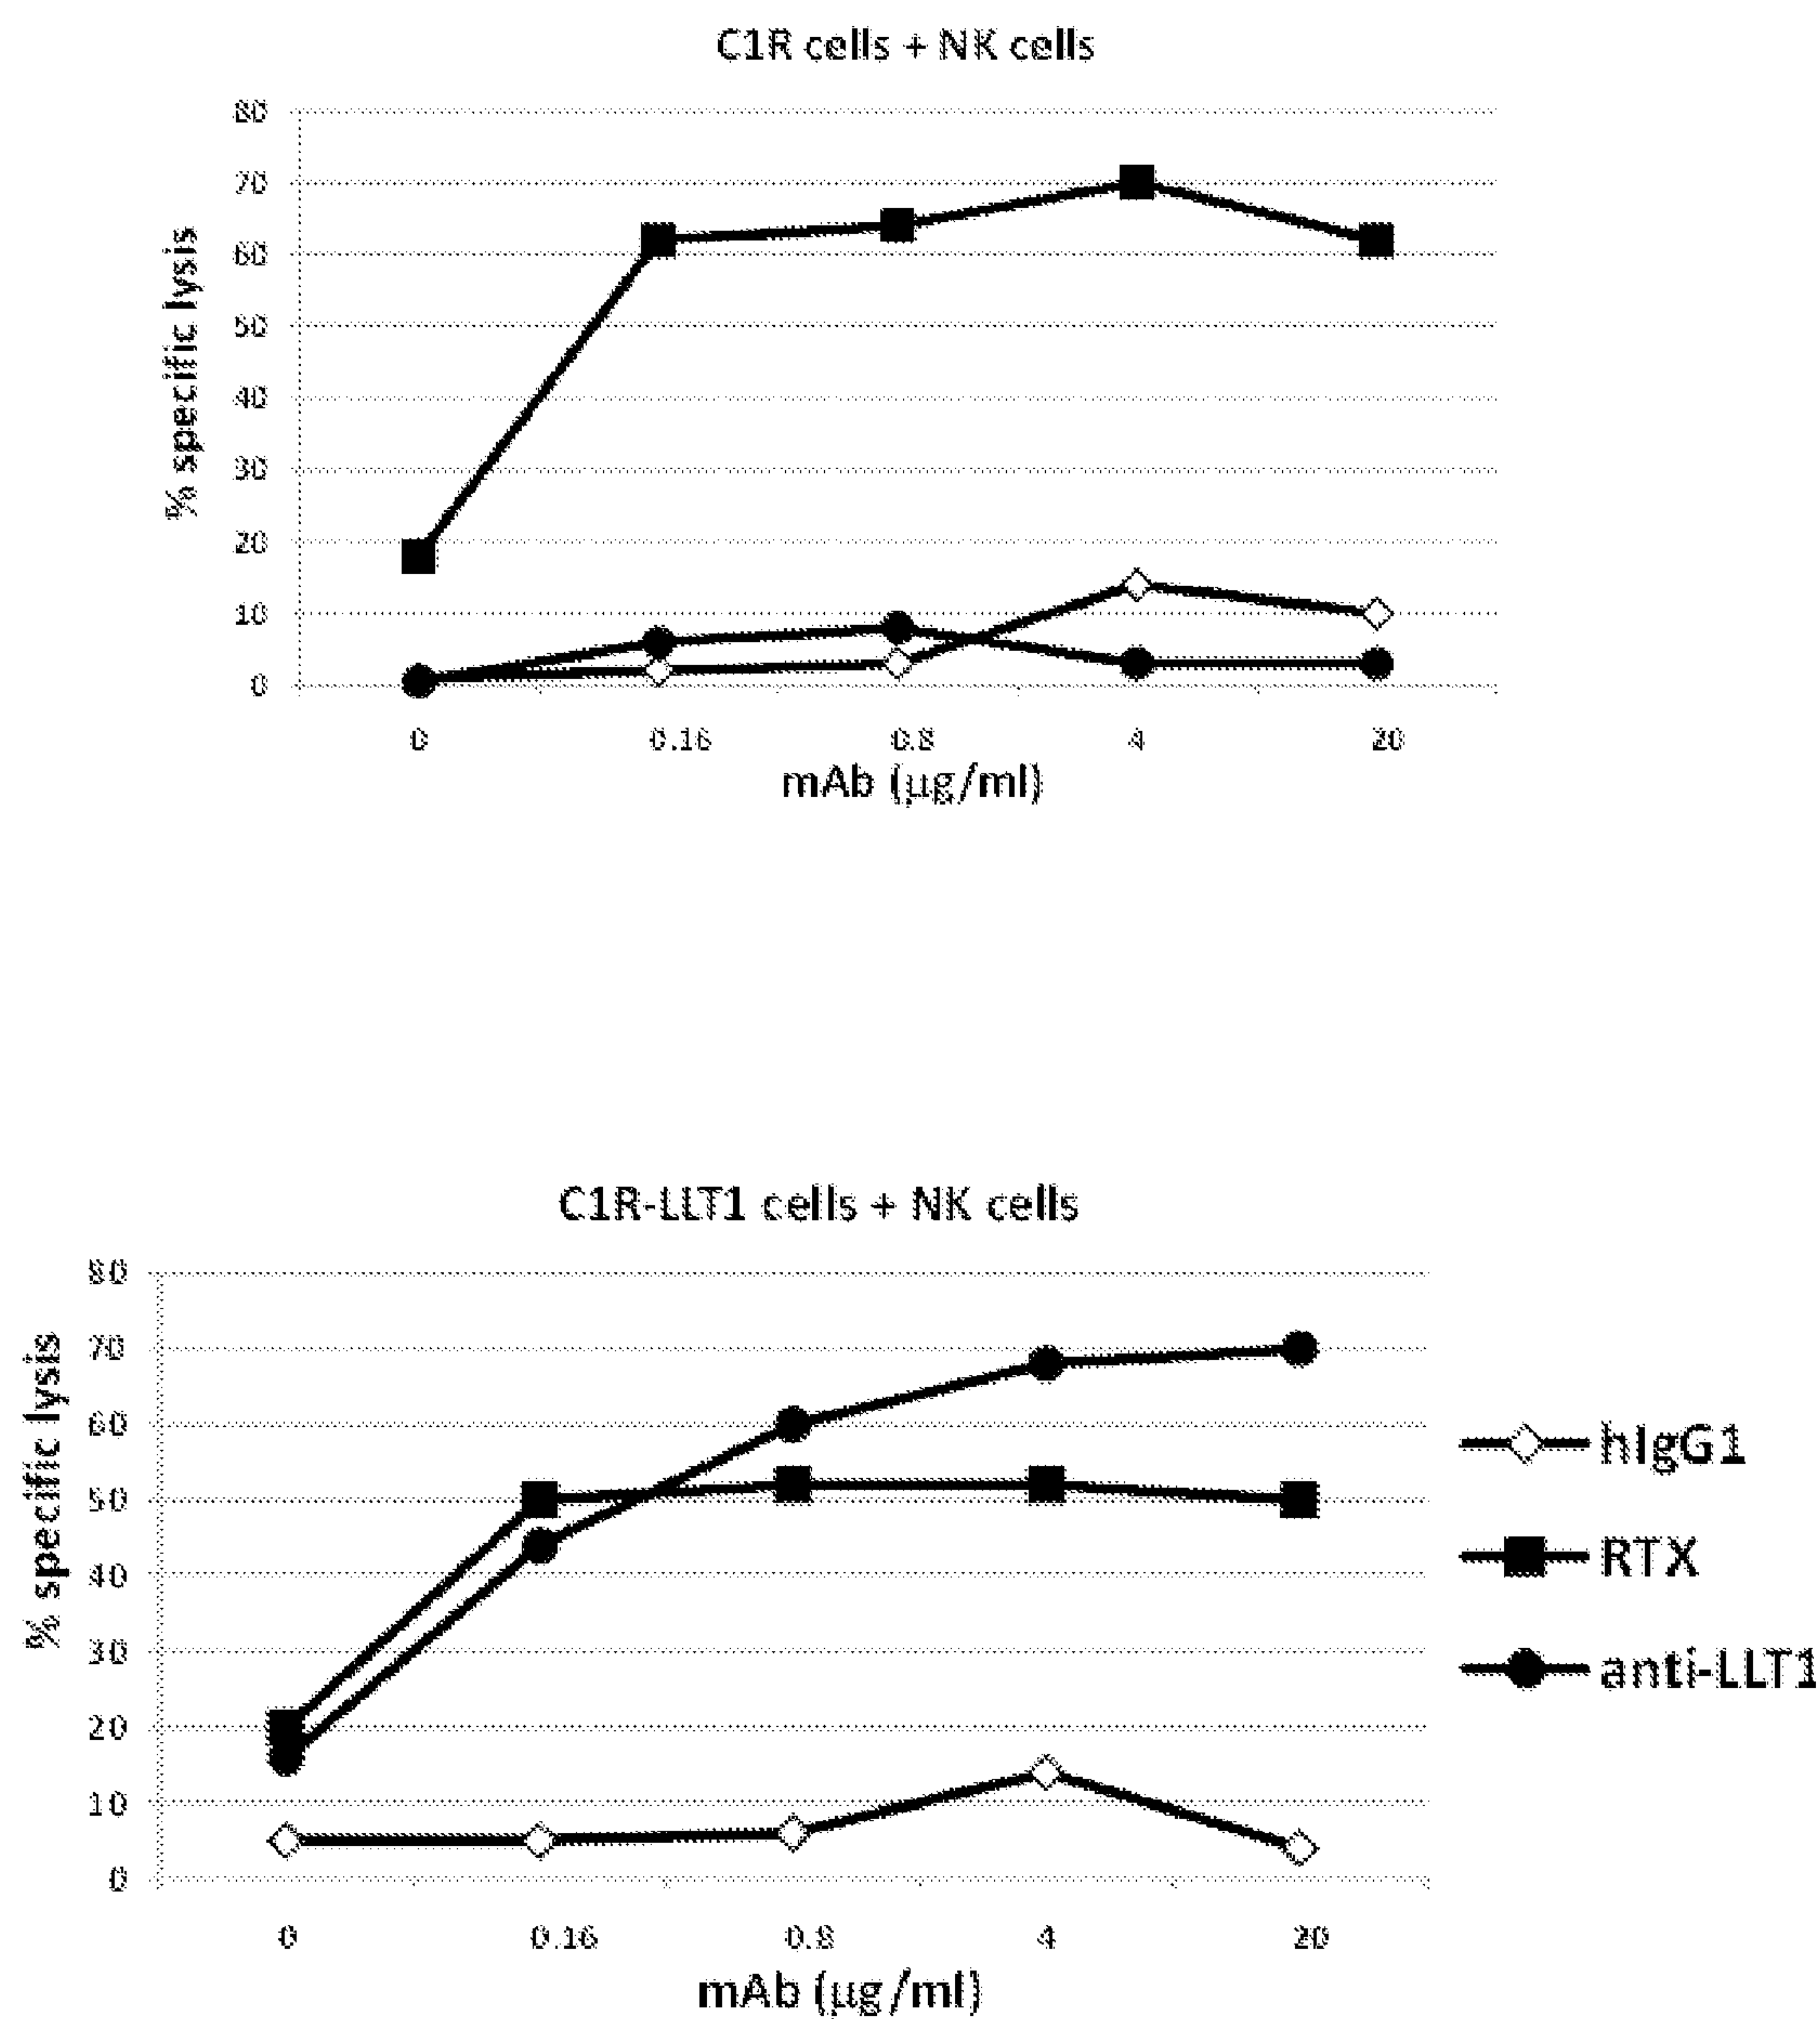 C1R cells + NK cells
80
70
60
50
40
30
20
10
0
% specific lysis
0 0.16 0.8 4 20
mAb (µg/ml)
C1R-LLT1 cells + NK cells
80
70
60
50
40
30
20
10
0
% specific lysis
hIgG1
RTX
anti-LLT1
0 0.16 0.8 4 20
mAb (µg/ml)